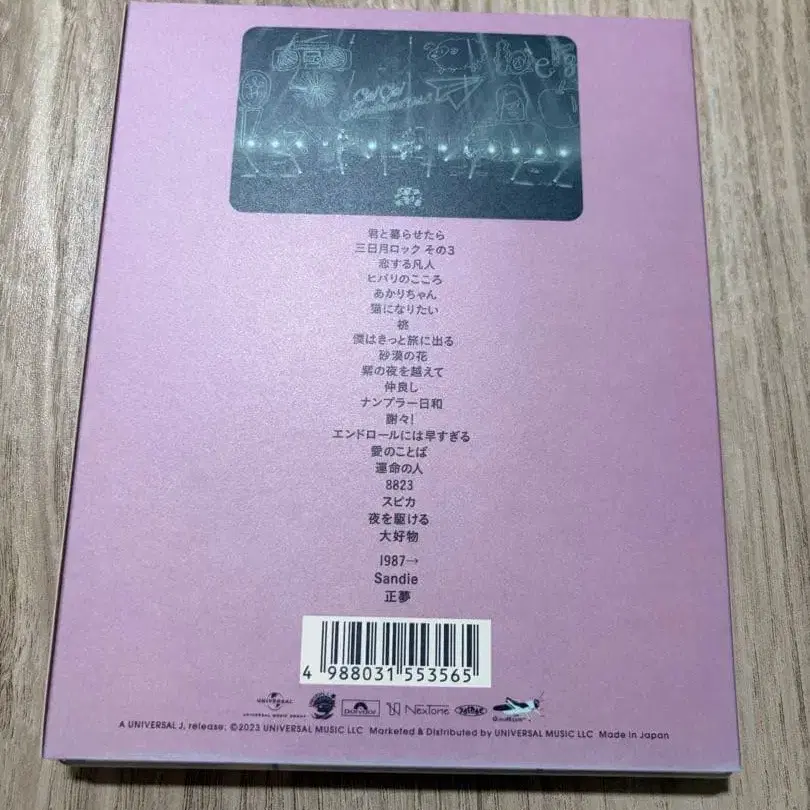 君と暮らせたら
三日月ロック その3
恋する凡人
ヒバリのこころ
あかりちゃん
猫になりたい
桃
僕はきっと旅に出る
砂漠の花
紫の夜を越えて
仲良し
ナンプラー日和
謝々!
エンドロールには早すぎる
愛のことば
運命の人
8823
スピカ
夜を駆ける
大好物
1987→
Sandie
正夢
4 988031 553565
UNIVERSAL MUSIC GROUP
polydor
NexTone
A UNIVERSAL J, release. ©2023 UNIVERSAL MUSIC LLC Marketed & Distributed by UNIVERSAL MUSIC LLC Made in Japan